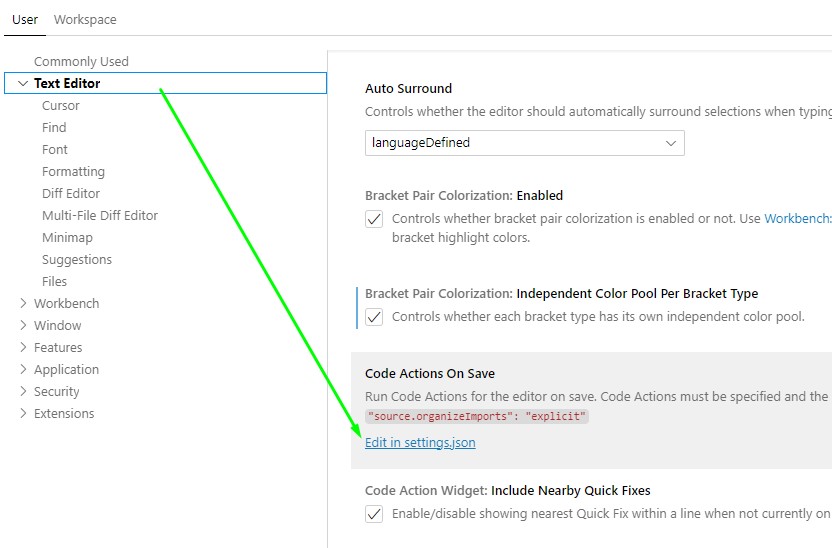 User Workspace
Commonly Used
Text Editor
Cursor
Find
Font
Formatting
Diff Editor
Multi-File Diff Editor
Minimap
Suggestions
Files
Workbench
Window
Features
Application
Security
Extensions
Auto Surround
Controls whether the editor should automatically surround selections when typing
languageDefined
Bracket Pair Colorization: Enabled
Controls whether bracket pair colorization is enabled or not. Use Workbench:
bracket highlight colors.
Bracket Pair Colorization: Independent Color Pool Per Bracket Type
Controls whether each bracket type has its own independent color pool.
Code Actions On Save
Run Code Actions for the editor on save. Code Actions must be specified and the
"source.organizeImports": "explicit"
Edit in settings.json
Code Action Widget: Include Nearby Quick Fixes
Enable/disable showing nearest Quick Fix within a line when not currently on